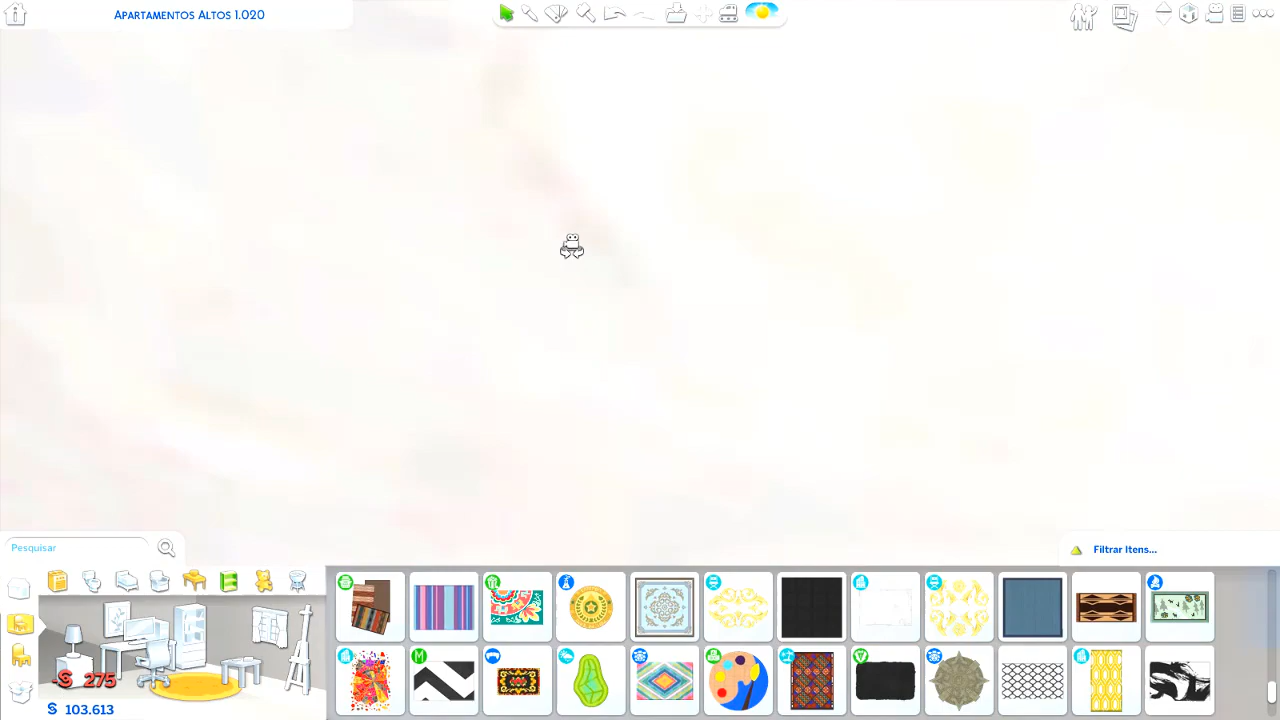 Apartamentos Altos 1.020
Pesquisar
Filtrar Itens...
-S 275
S 103.613
M